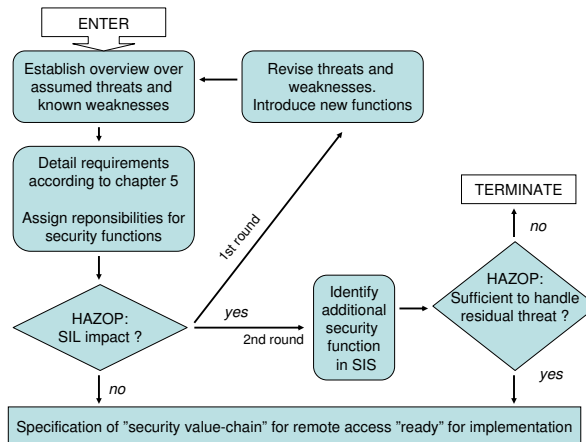 ENTER
Establish overview over
assumed threats and
known weaknesses
Revise threats and
weaknesses.
Introduce new functions
Detail requirements
according to chapter 5
Assign reponsibilities for
security functions
TERMINATE
no
1st round
HAZOP:
SIL impact ?
yes
2nd round
Identify
additional
security
function
in SIS
HAZOP:
Sufficient to handle
residual threat ?
no
yes
Specification of "security value-chain" for remote access "ready" for implementation